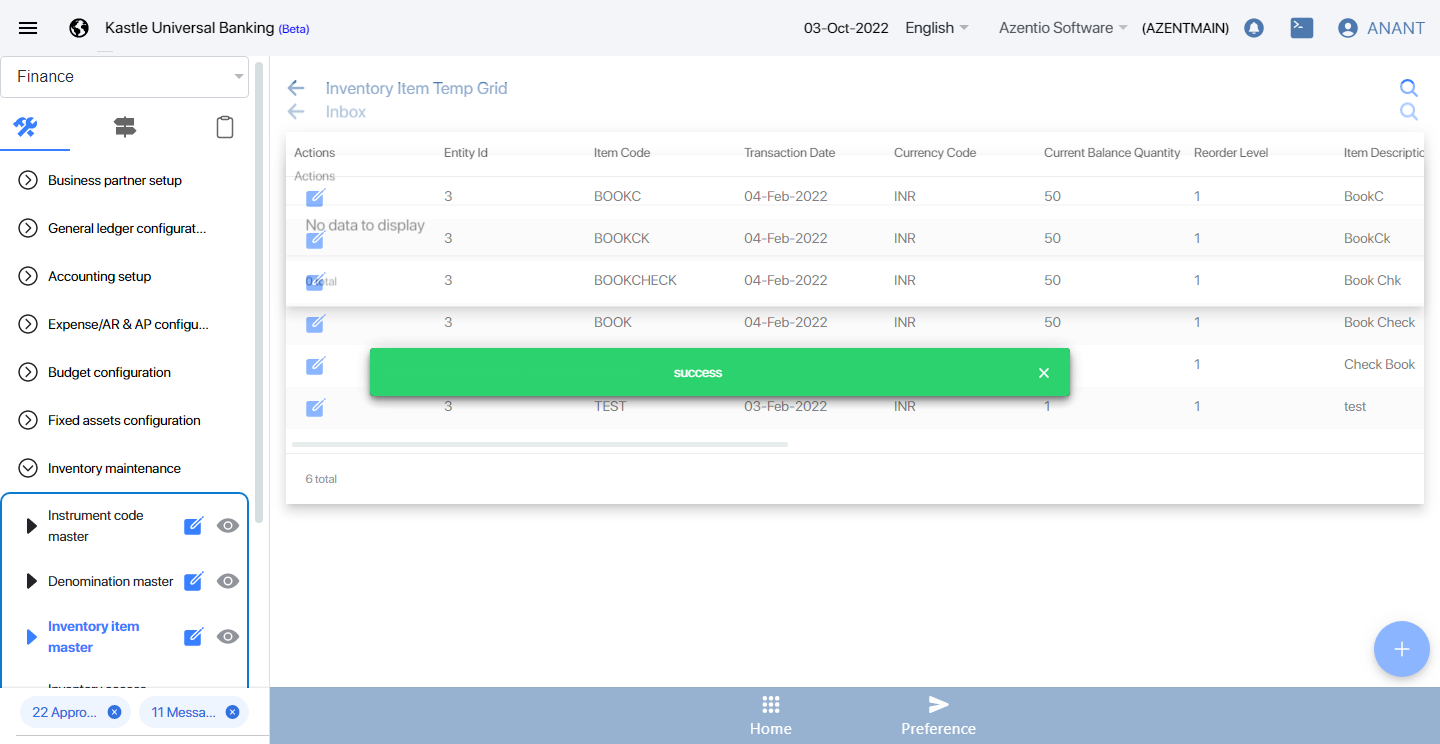 Kastle Universal Banking (Beta)
03-Oct-2022
English
Azentio Software
(AZENTMAIN)
ANANT
Finance
Business partner setup
General ledger configurat...
Accounting setup
Expense/AR & AP configu...
Budget configuration
Fixed assets configuration
Inventory maintenance
Instrument code
master
Denomination master
Inventory item
master
22 Appro...
11 Messa...
Inventory Item Temp Grid
Inbox
Actions Entity Id Item Code Transaction Date Currency Code Current Balance Quantity Reorder Level Item Descriptio
Actions
3 BOOKC 04-Feb-2022 INR 50 1 BookC
No data to display
3 BOOKCK 04-Feb-2022 INR 50 1 BookCk
3 BOOKCHECK 04-Feb-2022 INR 50 1 Book Chk
0 total
3 BOOK 04-Feb-2022 INR 50 1 Book Check
1 Check Book
success
3 TEST 03-Feb-2022 INR 1 1 test
6 total
Home
Preference